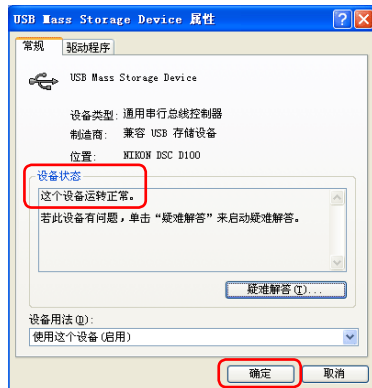 USB Mass Storage Device 属性
常规 驱动程序
USB Mass Storage Device
设备类型: 通用串行总线控制器
制造商: 兼容 USB 存储设备
位置: NIKON DSC D100
设备状态
这个设备运转正常。
若此设备有问题，单击“疑难解答”来启动疑难解答。
疑难解答(T)...
设备用法(D):
使用这个设备(启用)
确定 取消